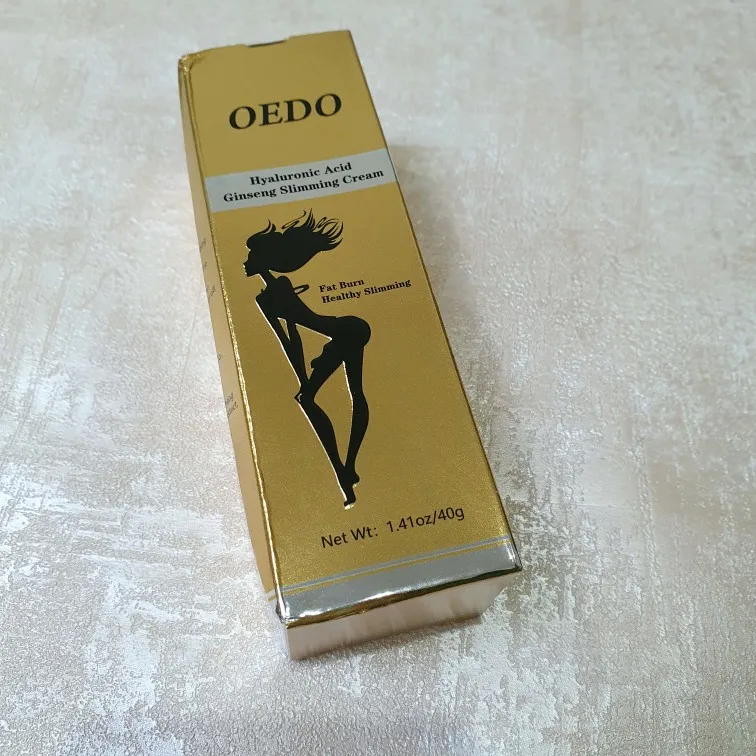 OEDO
Hyaluronic Acid
Ginseng Slimming Cream
Fat Burn
Healthy Slimming
Net Wt: 1.41oz/40g